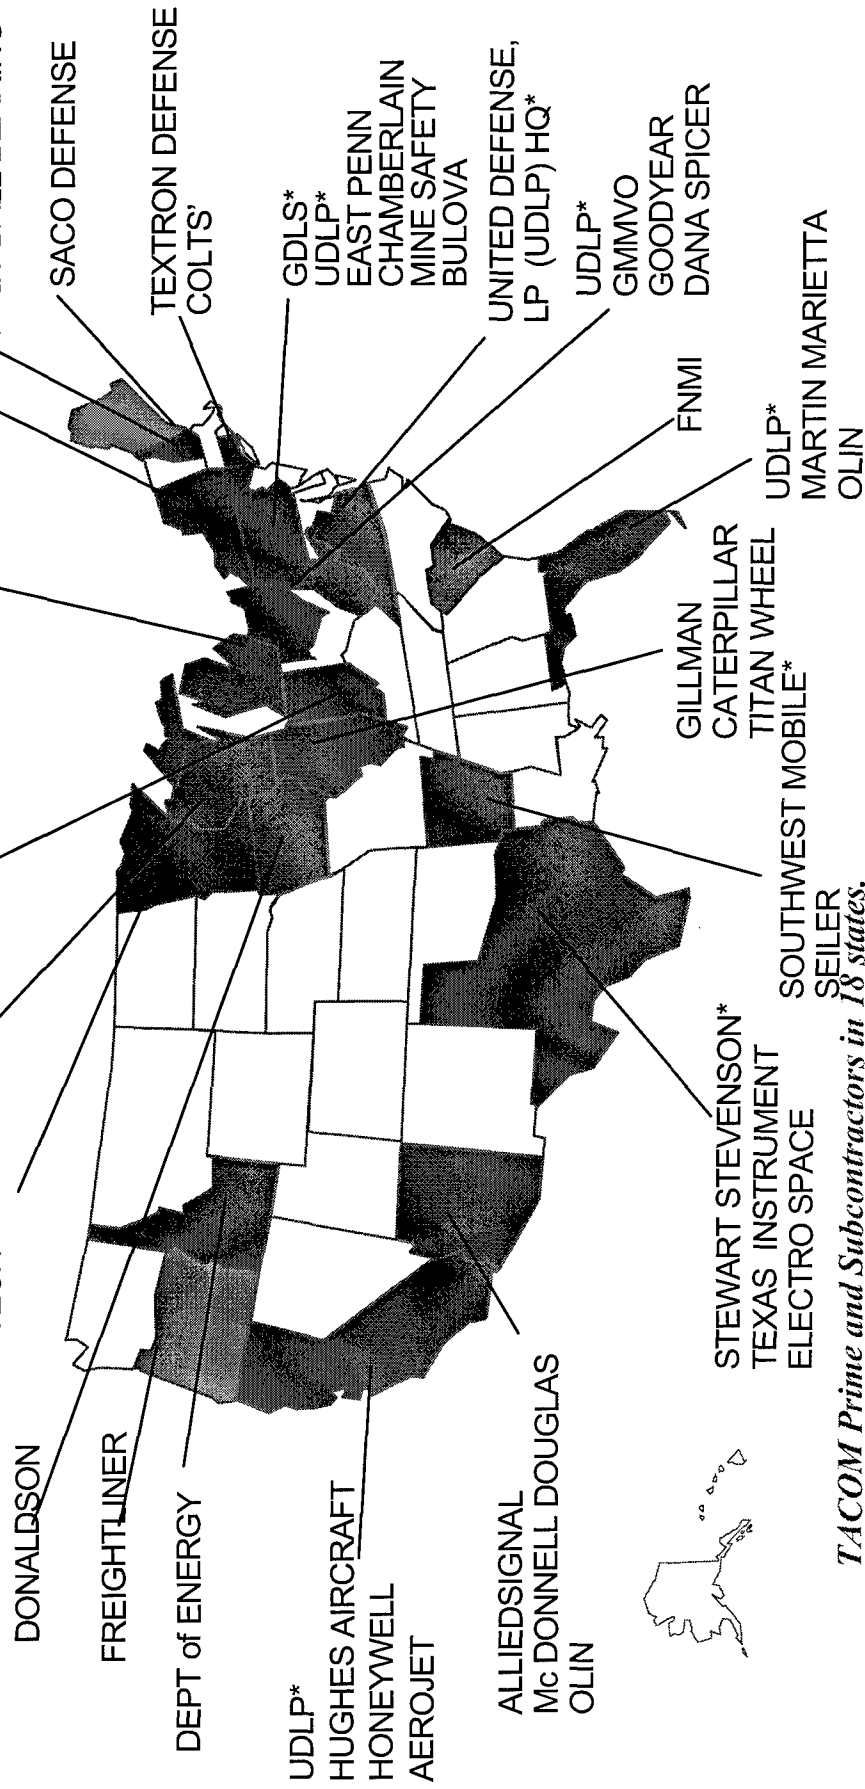 SACO DEFENSE
TEXTRON DEFENSE
COLTS'
GDLS*
UDLP*
EAST PENN
CHAMBERLAIN
MINE SAFETY
BULOVA
UNITED DEFENSE,
LP (UDLP) HQ*
UDLP*
GMMVO
GOODYEAR
DANA SPICER
FNMI
UDLP*
MARTIN MARIETTA
OLIN
GILLMAN
CATERPILLAR
TITAN WHEEL
SOUTHWEST MOBILE*
SEILER
STEWART STEVENSON*
TEXAS INSTRUMENT
ELECTRO SPACE
DONALDSON
FREIGHTLINER
DEPT of ENERGY
UDLP*
HUGHES AIRCRAFT
HONEYWELL
AEROJET
ALLIEDSIGNAL
Mc DONNELL DOUGLAS
OLIN
TACOM Prime and Subcontractors in 18 states.